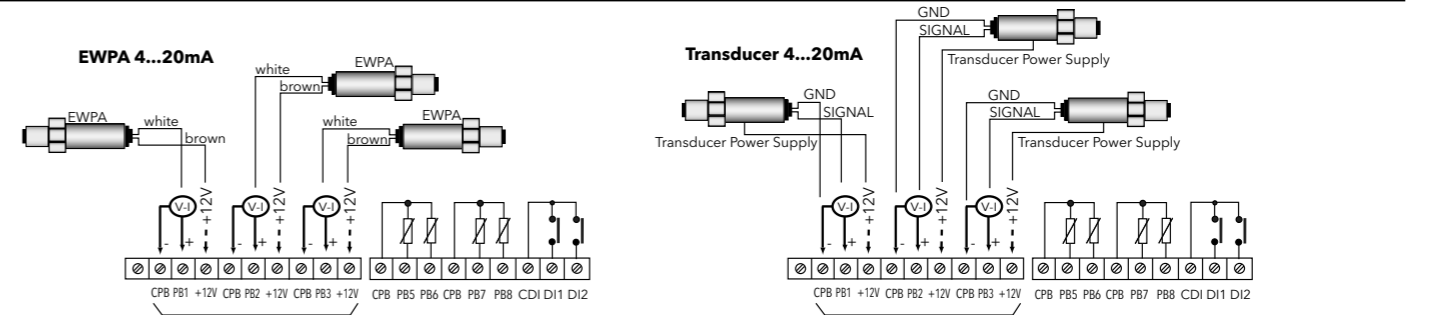 EWPA 4...20mA
EWPA
white
brown
EWPA
white
brown
EWPA
white
brown
V-I
+12V
V-I
+12V
V-I
+12V
- + - + - +
CPB PB1 +12V CPB PB2 +12V CPB PB3 +12V CPB PB5 PB6 CPB PB7 PB8 CDI DI1 DI2
Transducer 4...20mA
GND
SIGNAL
Transducer Power Supply
GND
SIGNAL
Transducer Power Supply
GND
SIGNAL
Transducer Power Supply
V-I
+12V
V-I
+12V
V-I
+12V
- + - + - +
CPB PB1 +12V CPB PB2 +12V CPB PB3 +12V CPB PB5 PB6 CPB PB7 PB8 CDI DI1 DI2